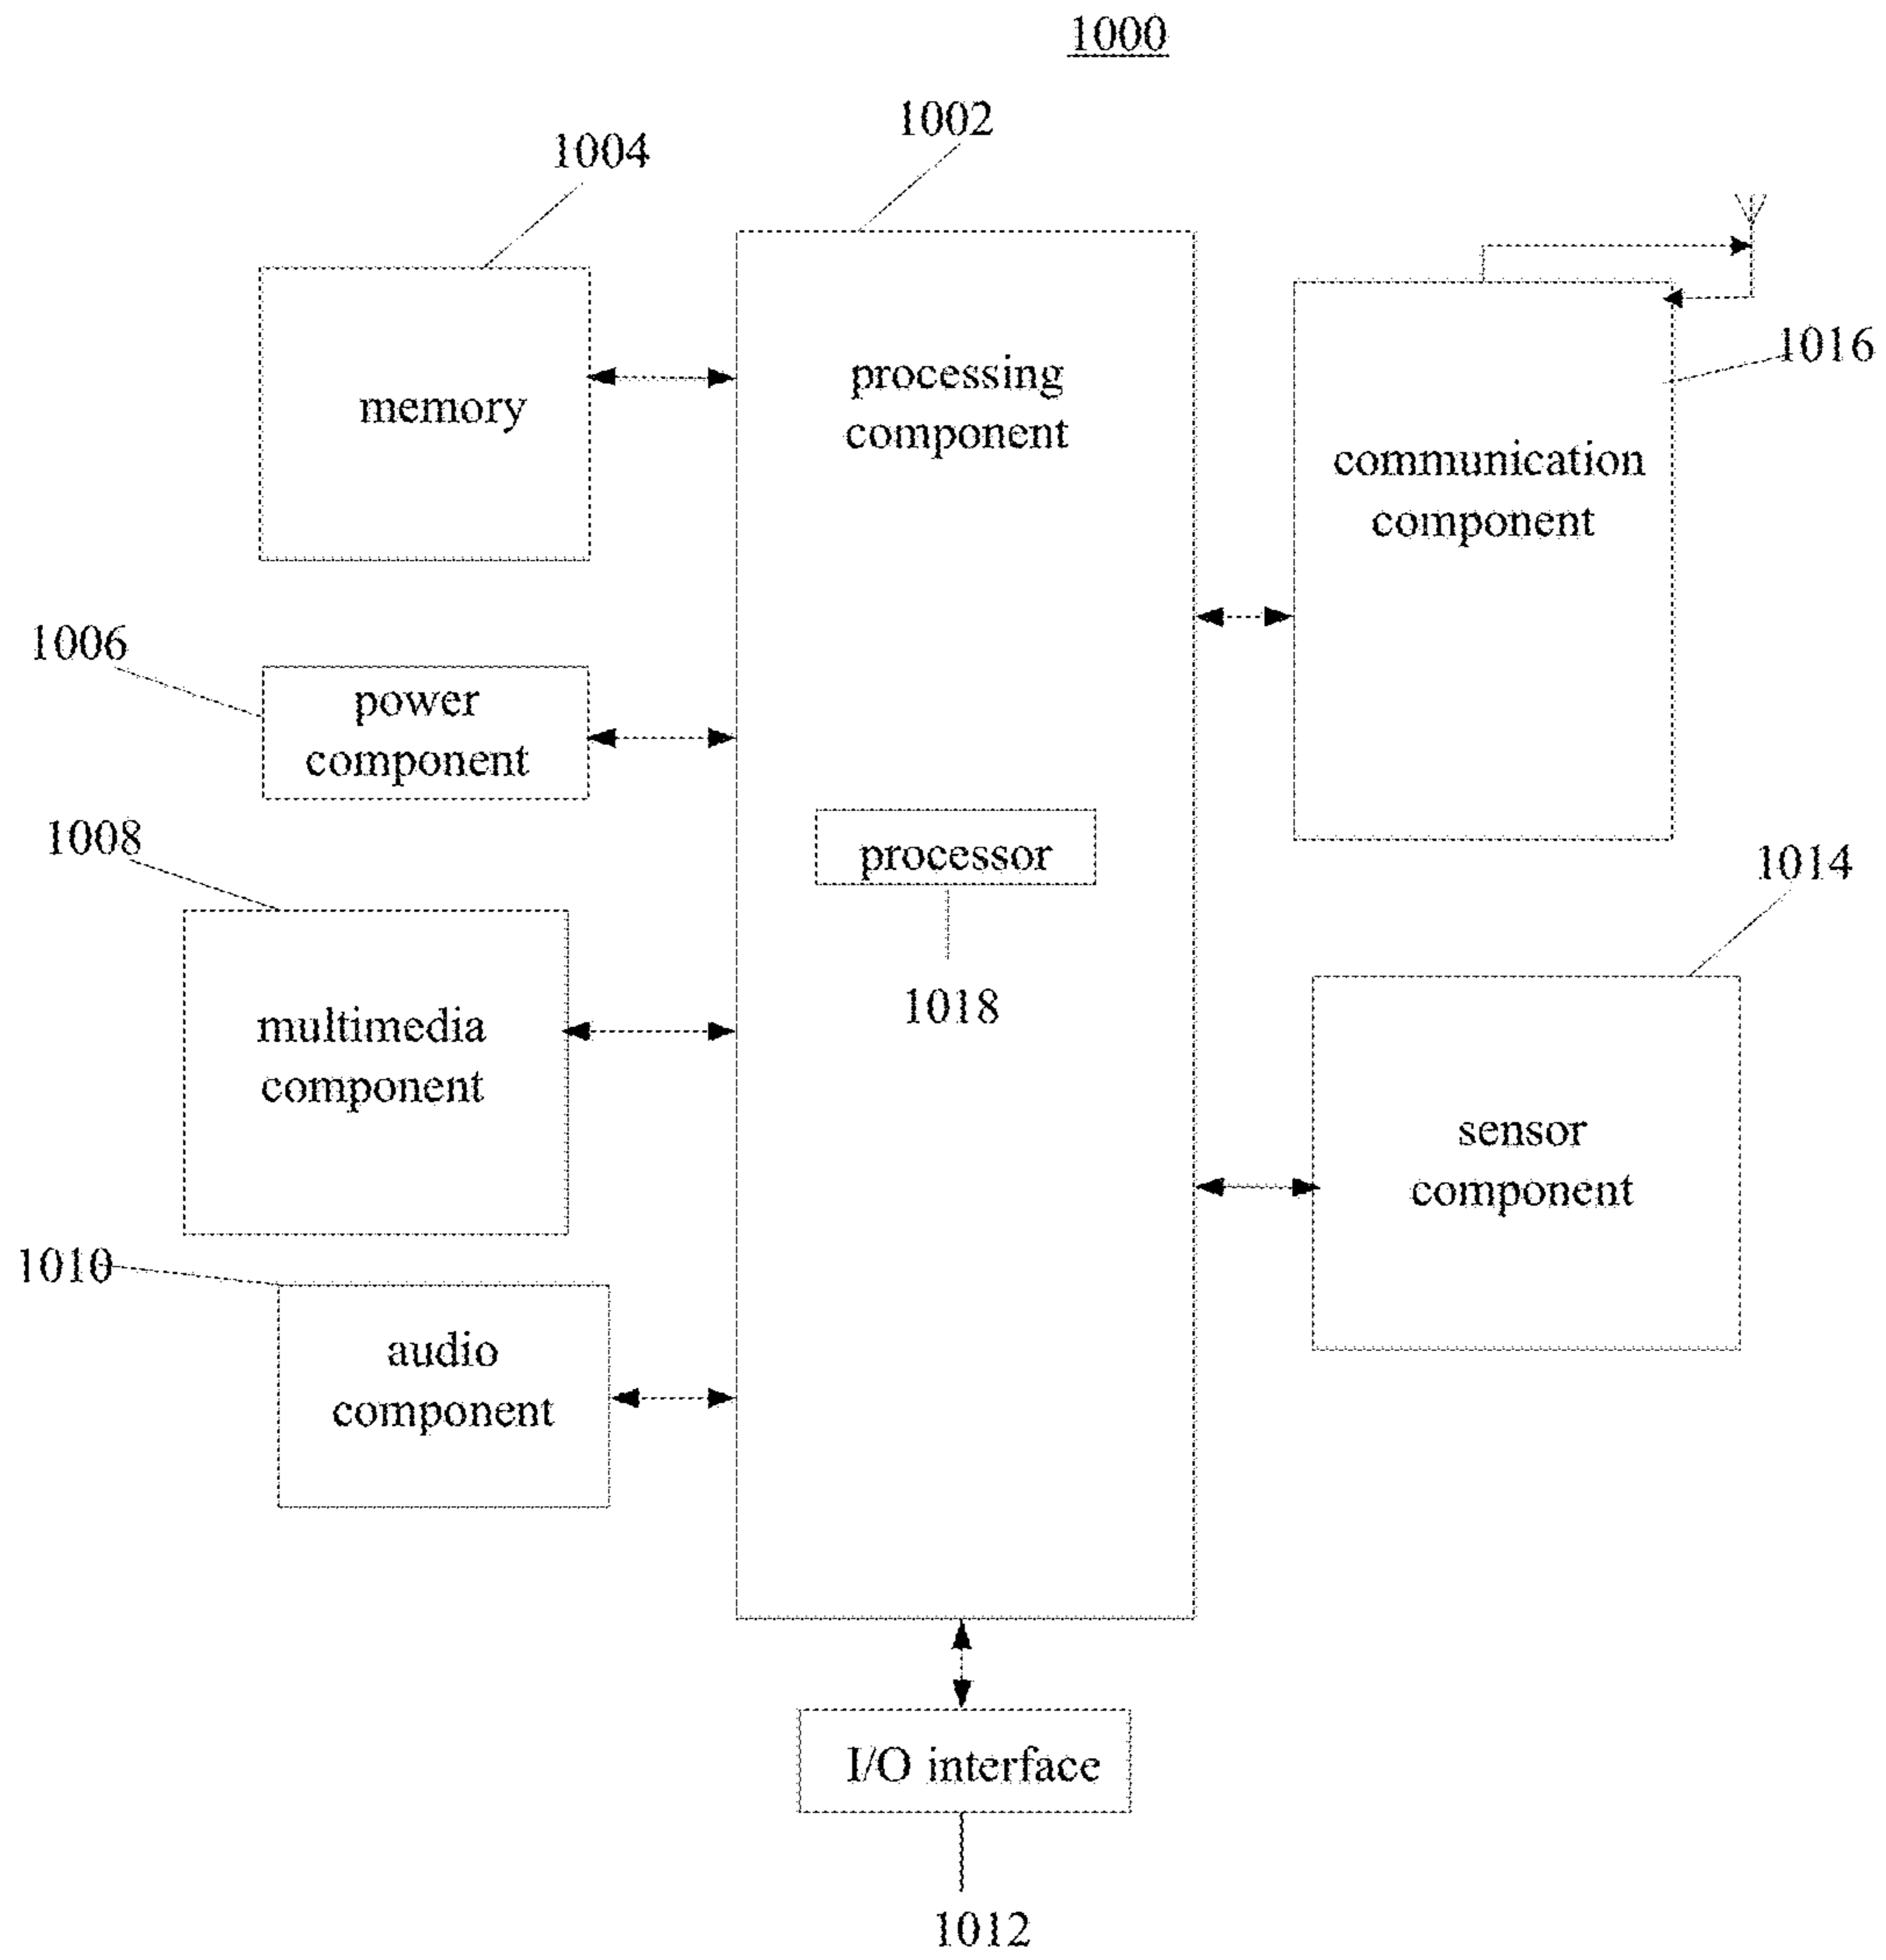 1000
1002
1004
memory
processing
component
1016
communication
component
1006
power
component
1008
processor
1014
1018
multimedia
component
sensor
component
1010
audio
component
I/O interface
1012